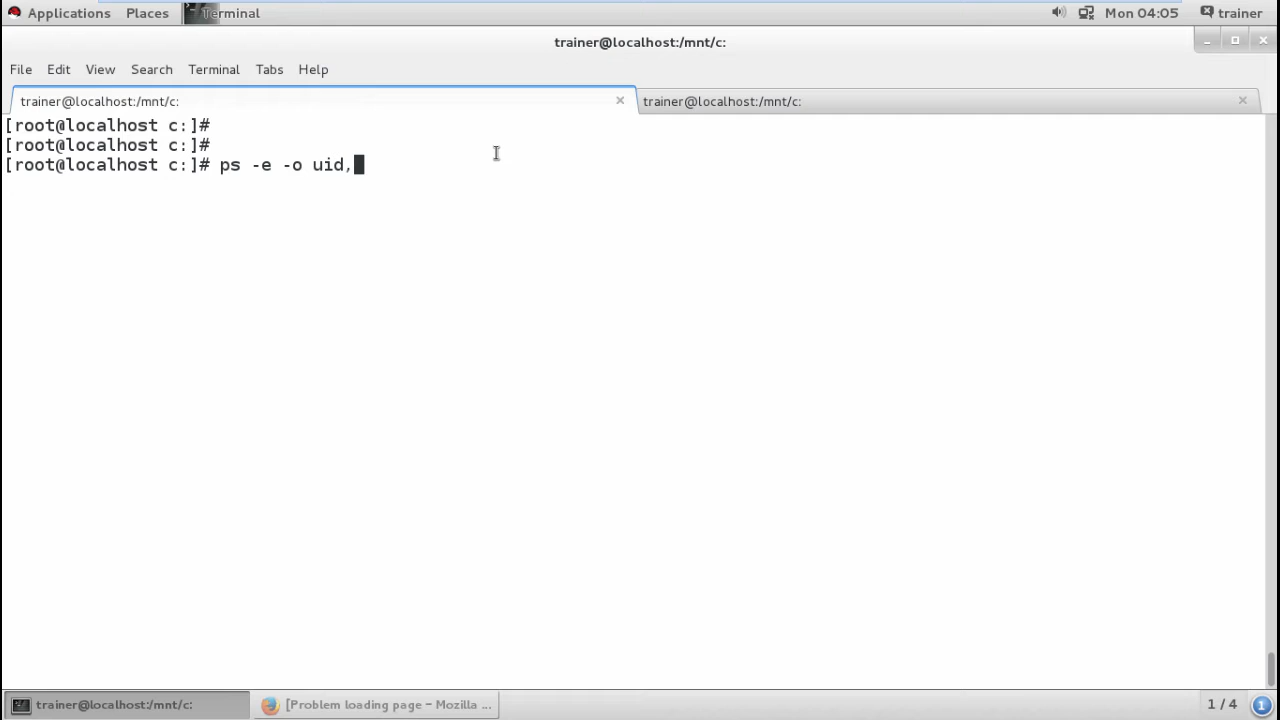 Applications Places Terminal Mon 04:05 trainer
trainer@localhost:/mnt/c:
File Edit View Search Terminal Tabs Help
trainer@localhost:/mnt/c: trainer@localhost:/mnt/c:
[root@localhost c:]#
[root@localhost c:]#
[root@localhost c:]# ps -e -o uid,
trainer@localhost:/mnt/c: [Problem loading page - Mozilla ... 1 / 4 1